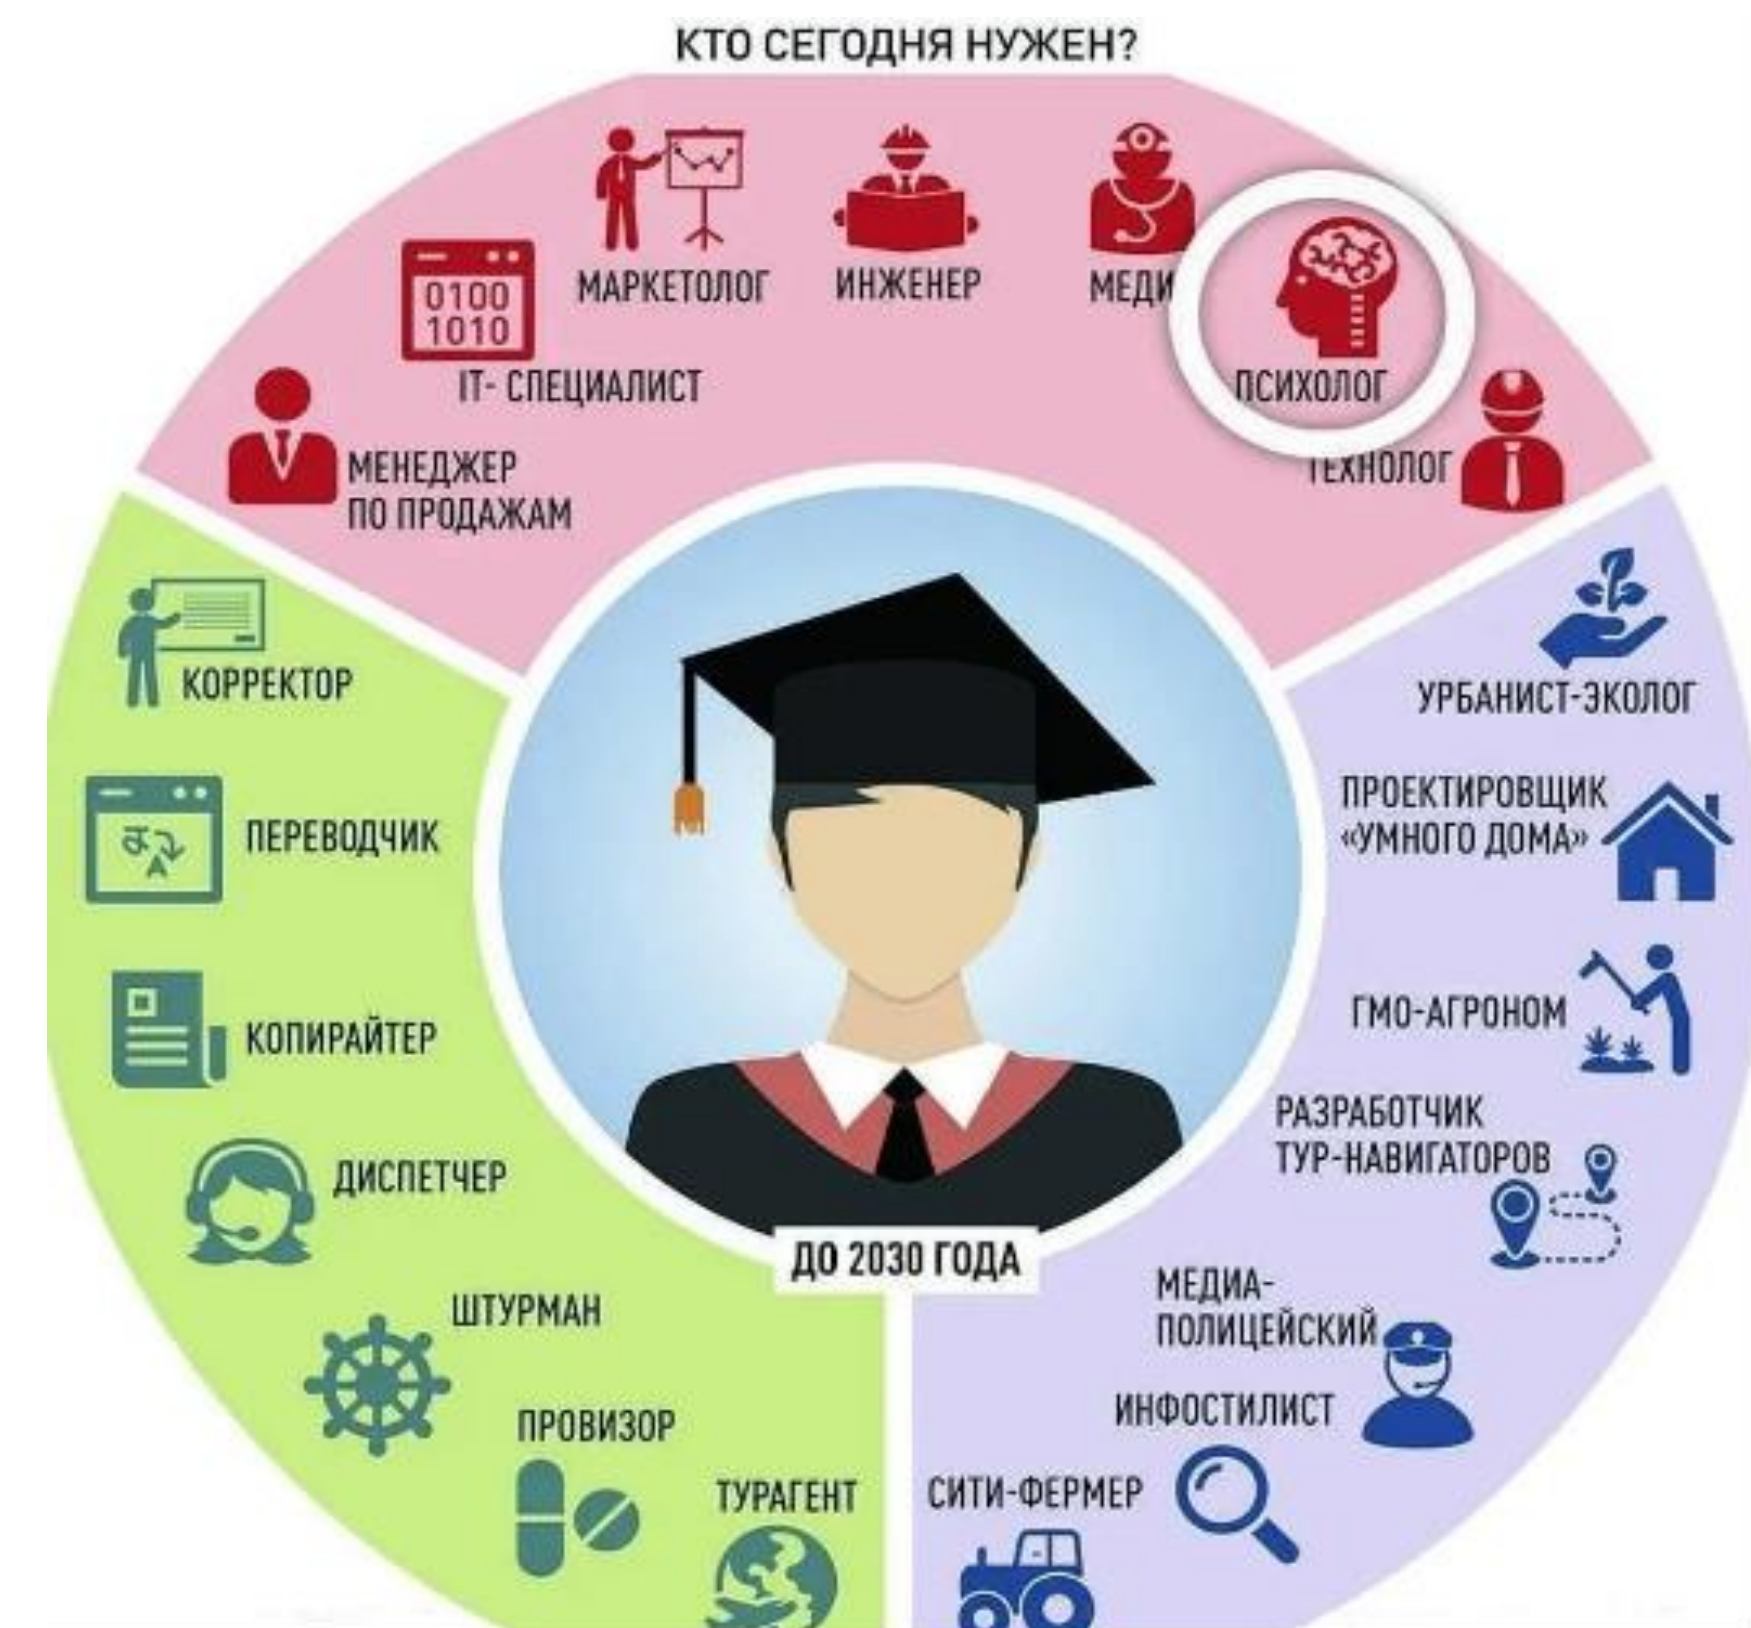 КТО СЕГОДНЯ НУЖЕН?
МАРКЕТОЛОГ
ИНЖЕНЕР
МЕДИ
0100
1010
IT- СПЕЦИАЛИСТ
ПСИХОЛОГ
МЕНЕДЖЕР
ПО ПРОДАЖАМ
ТЕХНОЛОГ
КОРРЕКТОР
ПЕРЕВОДЧИК
КОПИРАЙТЕР
ДИСПЕТЧЕР
ШТУРМАН
ПРОВИЗОР
ТУРАГЕНТ
УРБАНИСТ-ЭКОЛОГ
ПРОЕКТИРОВЩИК
«УМНОГО ДОМА»
ГМО-АГРОНОМ
РАЗРАБОТЧИК
ТУР-НАВИГАТОРОВ
ДО 2030 ГОДА
МЕДИА-
ПОЛИЦЕЙСКИЙ
ИНФОСТИЛИСТ
СИТИ-ФЕРМЕР